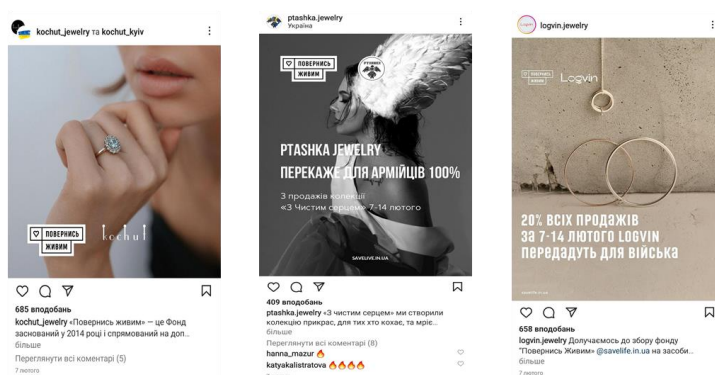 kochut_jewelry та kochut_kyiv
ПОВЕРНИСЬ
ЖИВИМ
kochut
685 вподобань
kochut_jewelry «Повернись живим» — це Фонд
заснований у 2014 році і спрямований на доп...
більше
Переглянути всі коментарі (5)
7 лютого
ptashka.jewelry
Україна
ПОВЕРНИСЬ
ЖИВИМ
PTASHKA JEWELRY
ПЕРЕКАЖЕ ДЛЯ АРМІЙЦІВ 100%
З продажів колекції
«З Чистим серцем» 7-14 лютого
SAVELIVE.IN.UA
409 вподобань
ptashka.jewelry «З чистим серцем» ми створили
колекцію прикрас, для тих хто кохає, та мріє...
більше
Переглянути всі коментарі (8)
hanna_mazur 🔥
katyakalistratova 🔥🔥🔥🔥
logvin.jewelry
ПОВЕРНИСЬ
ЖИВИМ
Logvin
20% ВСІХ ПРОДАЖІВ
ЗА 7-14 ЛЮТОГО LOGVIN
ПЕРЕДАДУТЬ ДЛЯ ВІЙСЬКА
658 вподобань
logvin.jewelry Долучаємось до збору фонду
"Повернись Живим» @savelife.in.ua на засоби...
більше
7 лютого